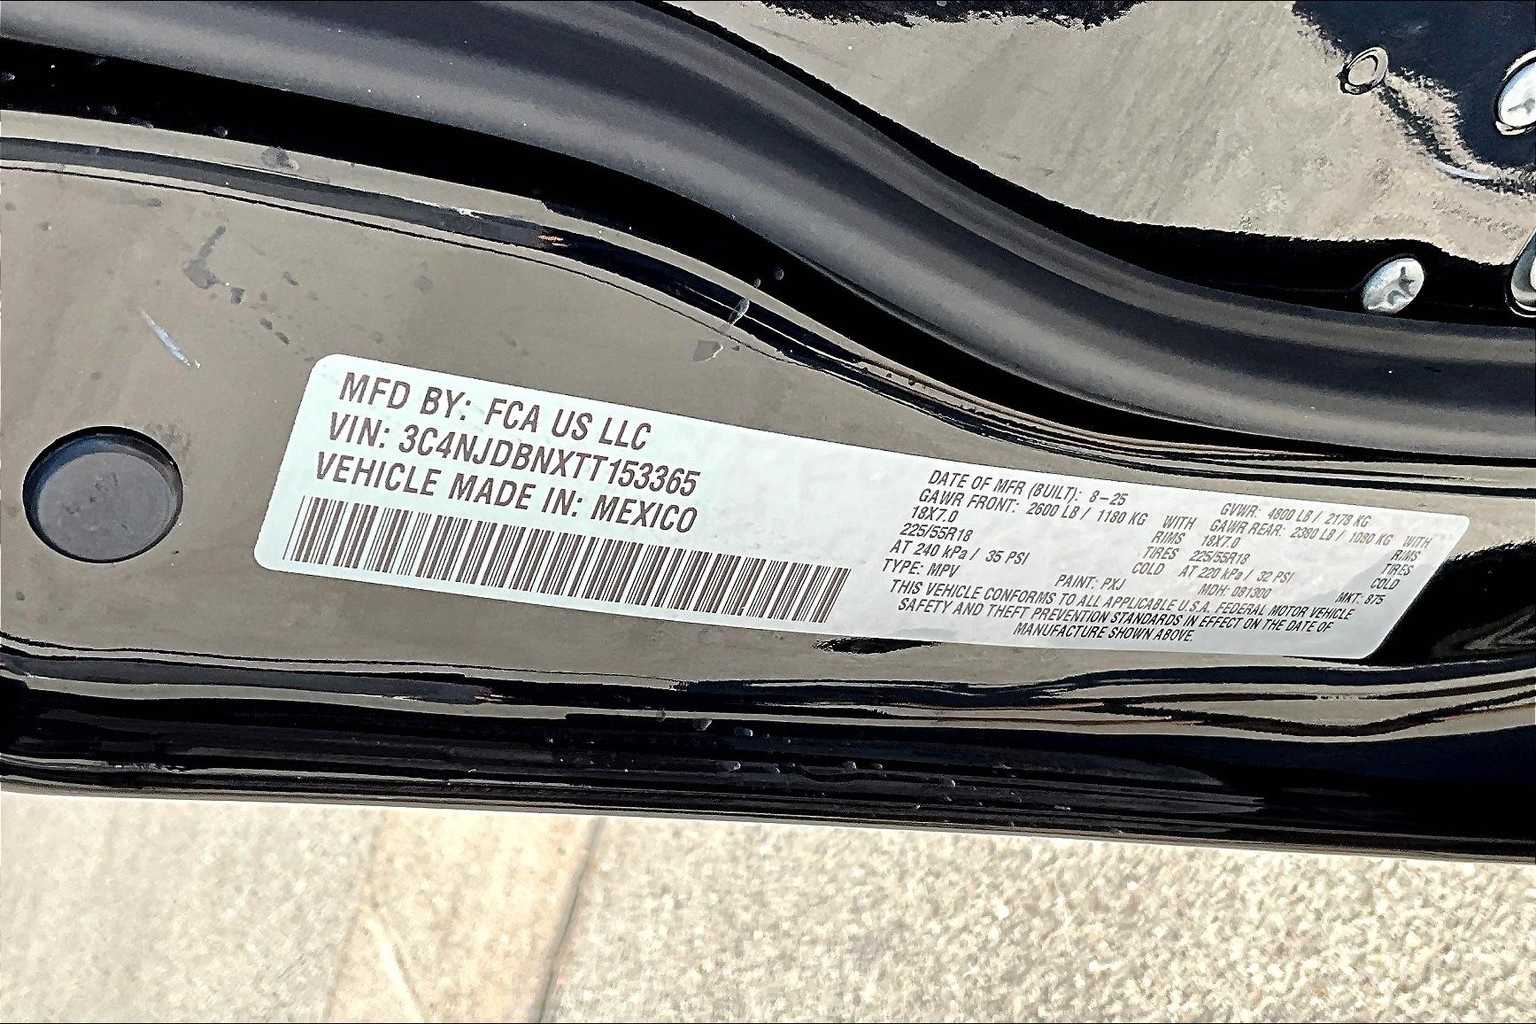 MFD BY: FCA US LLC
VIN: 3C4NJDBNXTT153365
VEHICLE MADE IN: MEXICO
DATE OF MFR (BUILT): 8-25 GVWR: 4800 LB / 2178 KG
GAWR FRONT: 2600 LB / 1180 KG WITH GAWR REAR: 2380 LB / 1080 KG WITH
18X7.0 RIMS 18X7.0 RIMS
225/55R18 TIRES 225/55R18 TIRES
AT 240 kPa / 35 PSI COLD AT 220 kPa / 32 PSI COLD
TYPE: MPV PAINT: PXJ MDH: 081300 MKT: 875
THIS VEHICLE CONFORMS TO ALL APPLICABLE U.S.A. FEDERAL MOTOR VEHICLE
SAFETY AND THEFT PREVENTION STANDARDS IN EFFECT ON THE DATE OF
MANUFACTURE SHOWN ABOVE.